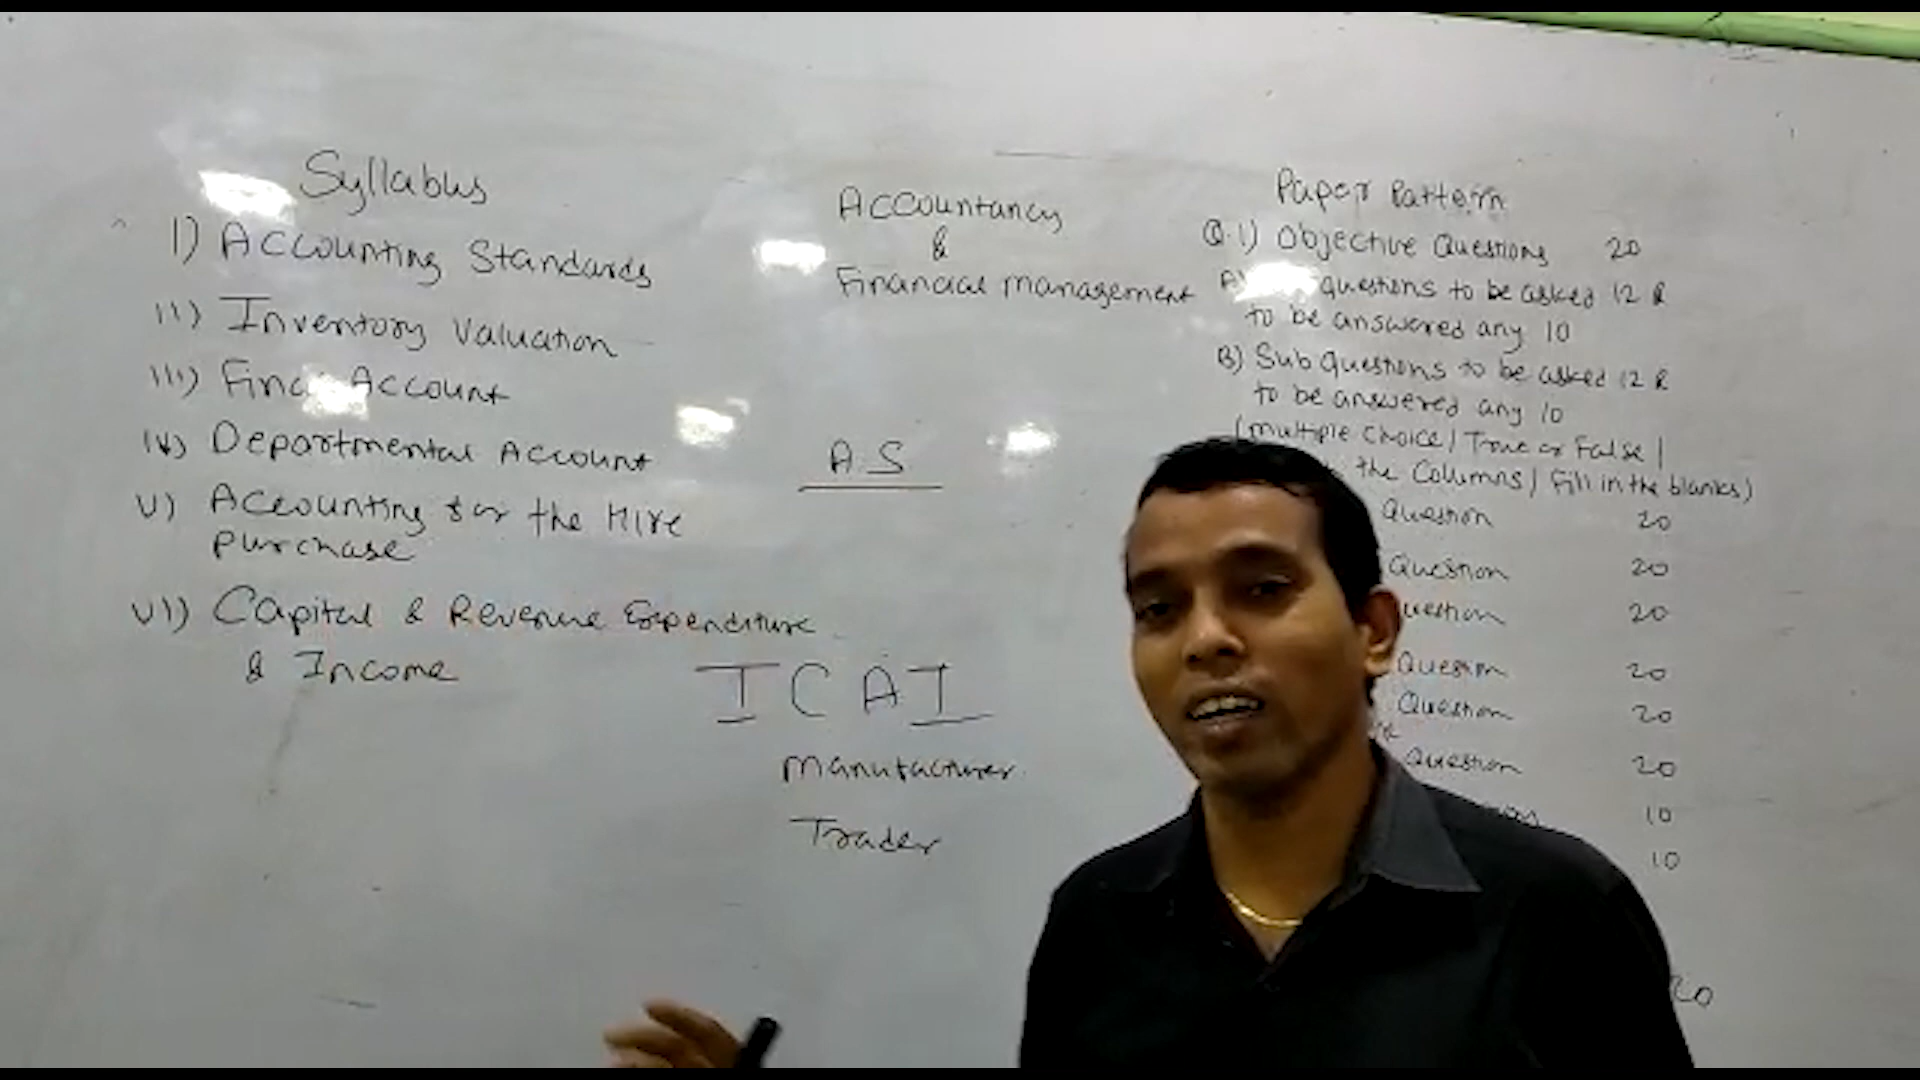 Syllabus
I) Accounting Standards
II) Inventory Valuation
III) Final Account
IV) Departmental Account
V) Accounting for the Hire
Purchase
VI) Capital & Revenue Expenditure
& Income
Accountancy
&
Financial Management
AS
ICAI
Manufacturer
Trader
Paper Pattern
Q.1) Objective Questions 20
A) questions to be asked 12 &
to be answered any 10
B) Sub Questions to be asked 12 &
to be answered any 10
(Multiple Choice/ True or False/
the Columns/ Fill in the blanks)
Question 20
Question 20
Question 20
Question 20
Question 20
Question 20
10
10
20